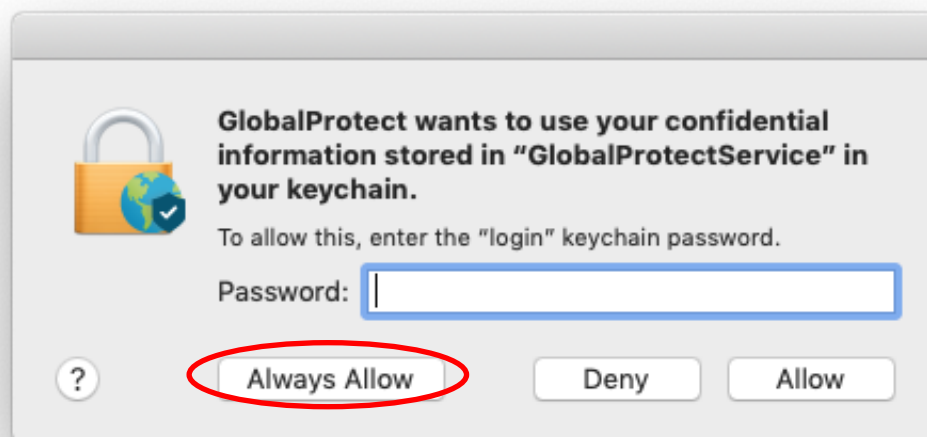 GlobalProtect wants to use your confidential
information stored in “GlobalProtectService” in
your keychain.
To allow this, enter the “login” keychain password.
Password:
? Always Allow Deny Allow